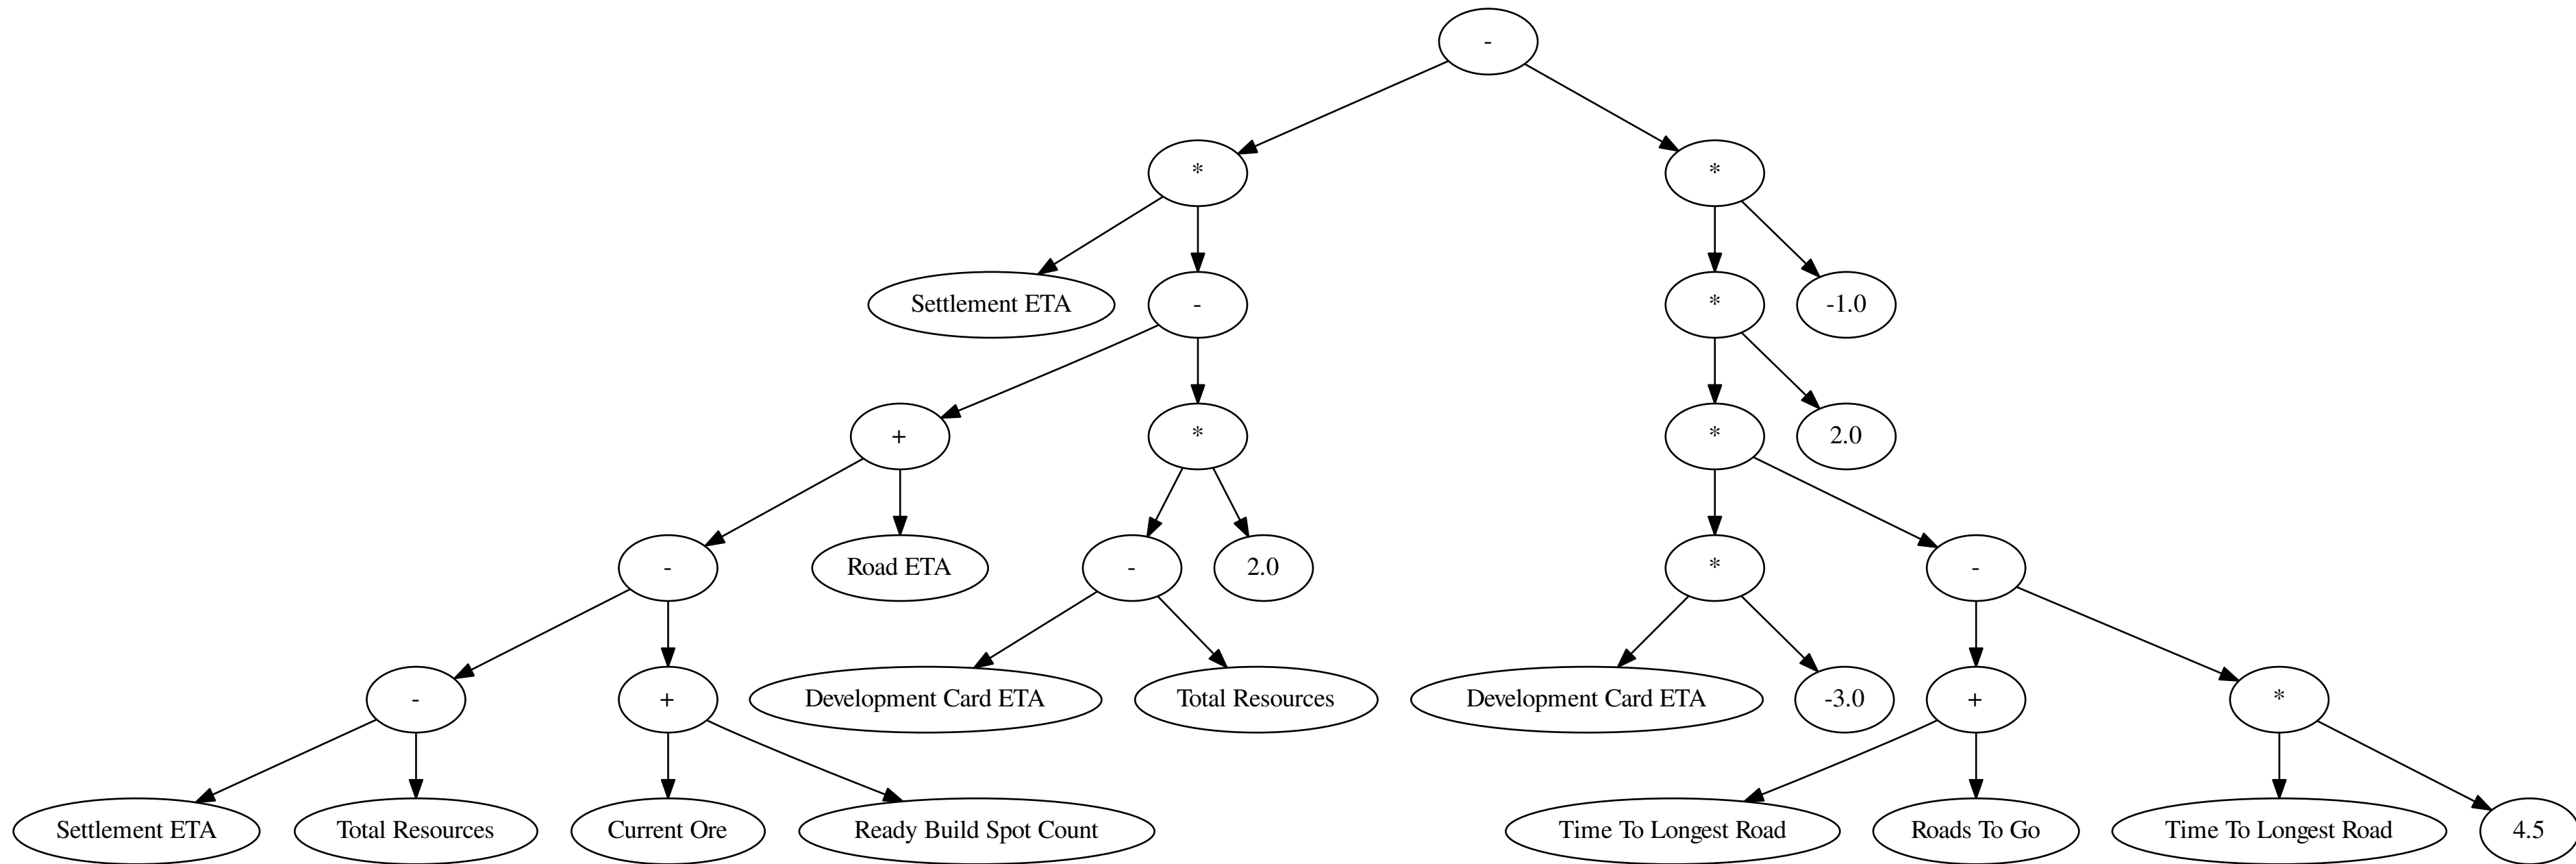 -
* *
Settlement ETA - * -1.0
+ * * 2.0
- Road ETA - 2.0 * -
- + Development Card ETA Total Resources Development Card ETA -3.0 + *
Settlement ETA Total Resources Current Ore Ready Build Spot Count Time To Longest Road Roads To Go Time To Longest Road 4.5